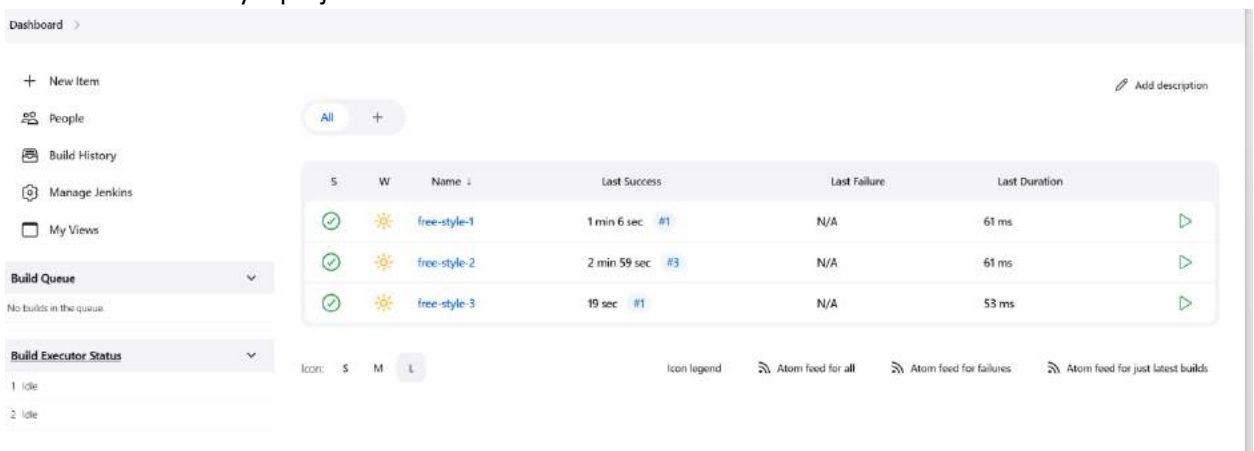 Dashboard
New Item
People
Build History
Manage Jenkins
My Views
Build Queue
No builds in the queue.
Build Executor Status
1 Idle
2 Idle
Add description
All +
S W Name ↓ Last Success Last Failure Last Duration
free-style-1 1 min 6 sec #1 N/A 61 ms
free-style-2 2 min 59 sec #3 N/A 61 ms
free-style-3 19 sec #1 N/A 53 ms
Icon: S M L Icon legend Atom feed for all Atom feed for failures Atom feed for just latest builds